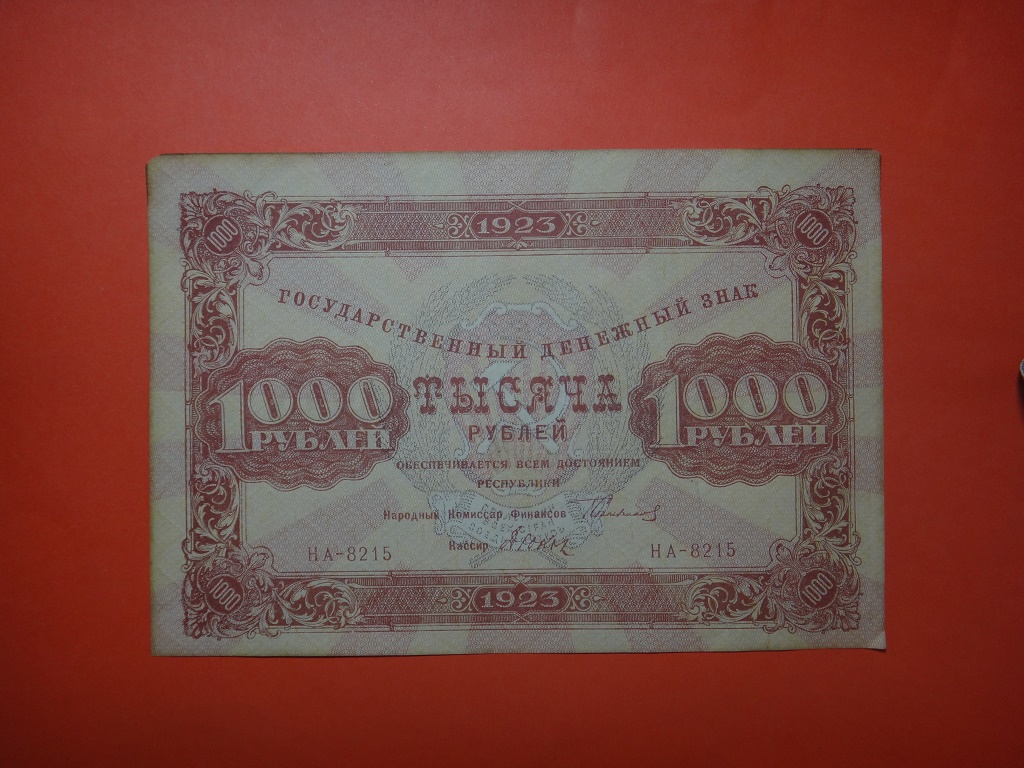 1000 1923 1000
ГОСУДАРСТВЕННЫЙ ДЕНЕЖНЫЙ ЗНАК
1000 РУБЛЕЙ
ТЫСЯЧА
РУБЛЕЙ
1000 РУБЛЕЙ
ОБЕСПЕЧИВАЕТСЯ ВСЕМ ДОСТОЯНИЕМ
РЕСПУБЛИКИ
Народный Комиссар Финансов
Кассир
НА-8215 НА-8215
1000 1923 1000